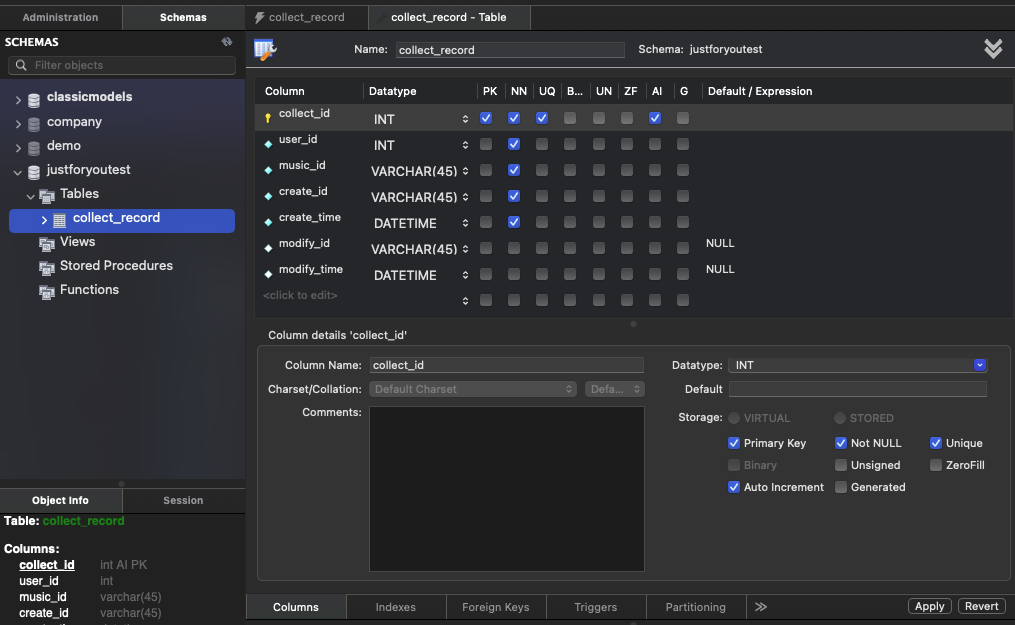 Administration
Schemas
collect_record
collect_record - Table
SCHEMAS
Filter objects
classicmodels
company
demo
justforyoutest
Tables
collect_record
Views
Stored Procedures
Functions
Name: collect_record
Schema: justforyoutest
Column Datatype PK NN UQ B... UN ZF AI G Default / Expression
collect_id INT
user_id INT
music_id VARCHAR(45)
create_id VARCHAR(45)
create_time DATETIME
modify_id VARCHAR(45) NULL
modify_time DATETIME NULL
<click to edit>
Column details 'collect_id'
Column Name: collect_id
Datatype: INT
Charset/Collation: Default Charset Defa...
Default
Comments:
Storage: VIRTUAL STORED
Primary Key Not NULL Unique
Binary Unsigned ZeroFill
Auto Increment Generated
Object Info
Session
Table: collect_record
Columns:
collect_id int AI PK
user_id int
music_id varchar(45)
create_id varchar(45)
Columns
Indexes
Foreign Keys
Triggers
Partitioning
Apply
Revert